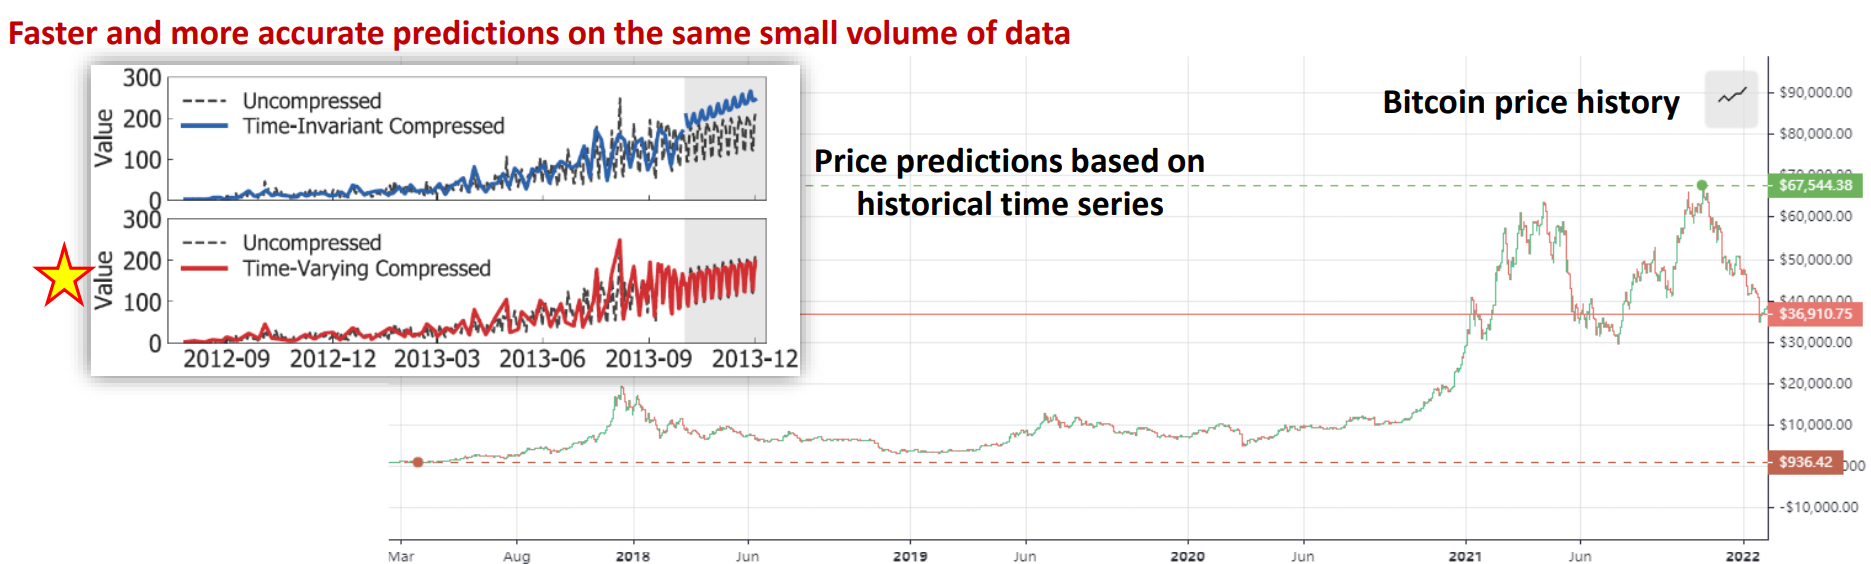 Faster and more accurate predictions on the same small volume of data
300
200
100
0
Value
Uncompressed
Time-Invariant Compressed
300
200
100
0
Value
Uncompressed
Time-Varying Compressed
2012-09 2012-12 2013-03 2013-06 2013-09 2013-12
Price predictions based on
historical time series
Bitcoin price history
$90,000.00
$80,000.00
$67,544.38
$60,000.00
$50,000.00
$40,000.00
$36,910.75
$30,000.00
$20,000.00
$10,000.00
$936.42
-$10,000.00
Mar Aug 2018 Jun 2019 Jun 2020 Jun 2021 Jun 2022